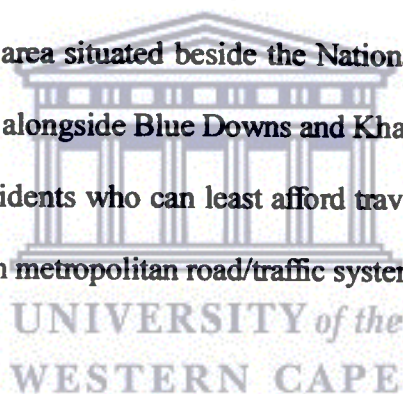 area situated beside the Nation
alongside Blue Downs and Kha
idents who can least afford trav
metropolitan road/traffic syster
UNIVERSITY of the
WESTERN CAPE